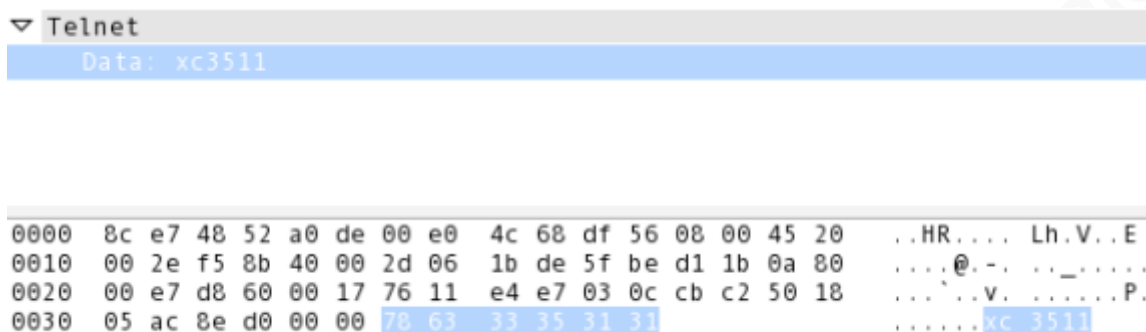 ▽ Telnet
Data: xc3511
0000 8c e7 48 52 a0 de 00 e0 4c 68 df 56 08 00 45 20 ..HR.... Lh.V..E
0010 00 2e f5 8b 40 00 2d 06 1b de 5f be d1 1b 0a 80 ....@.-. .._.....
0020 00 e7 d8 60 00 17 76 11 e4 e7 03 0c cb c2 50 18 ...`..v. ......P.
0030 05 ac 8e d0 00 00 78 63 33 35 31 31 ......xc 3511